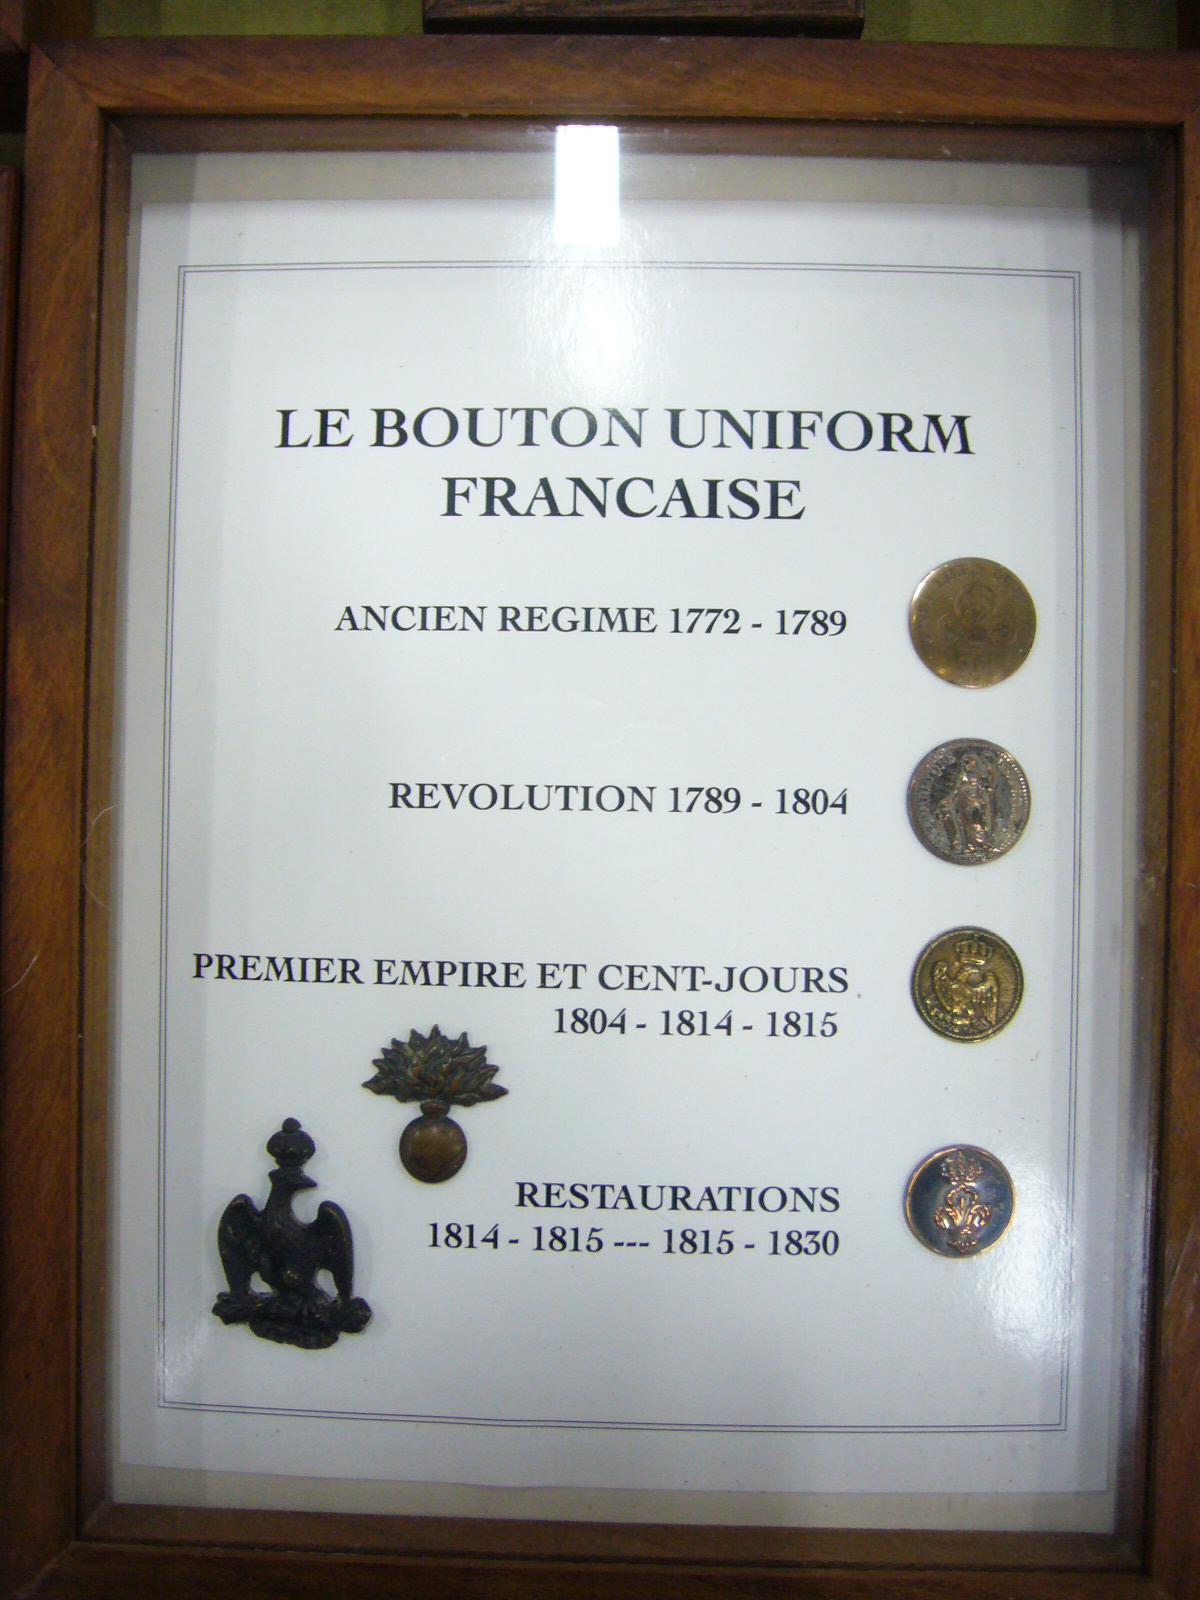 LE BOUTON UNIFORM
FRANCAISE
ANCIEN REGIME 1772 - 1789
REVOLUTION 1789 - 1804
PREMIER EMPIRE ET CENT-JOURS
1804 - 1814 - 1815
RESTAURATIONS
1814 - 1815 --- 1815 - 1830